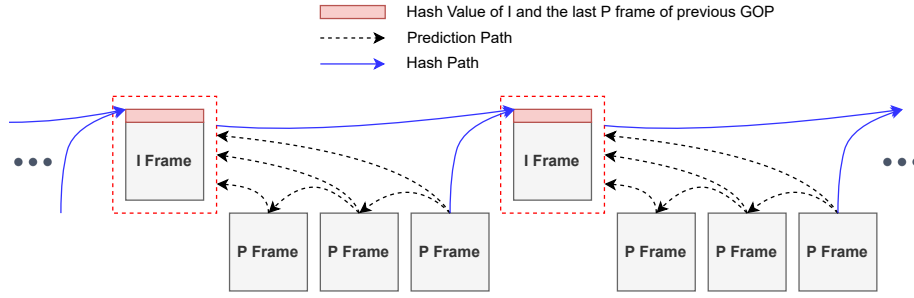 Hash Value of I and the last P frame of previous GOP
Prediction Path
Hash Path
I Frame
I Frame
P Frame
P Frame
P Frame
P Frame
P Frame
P Frame